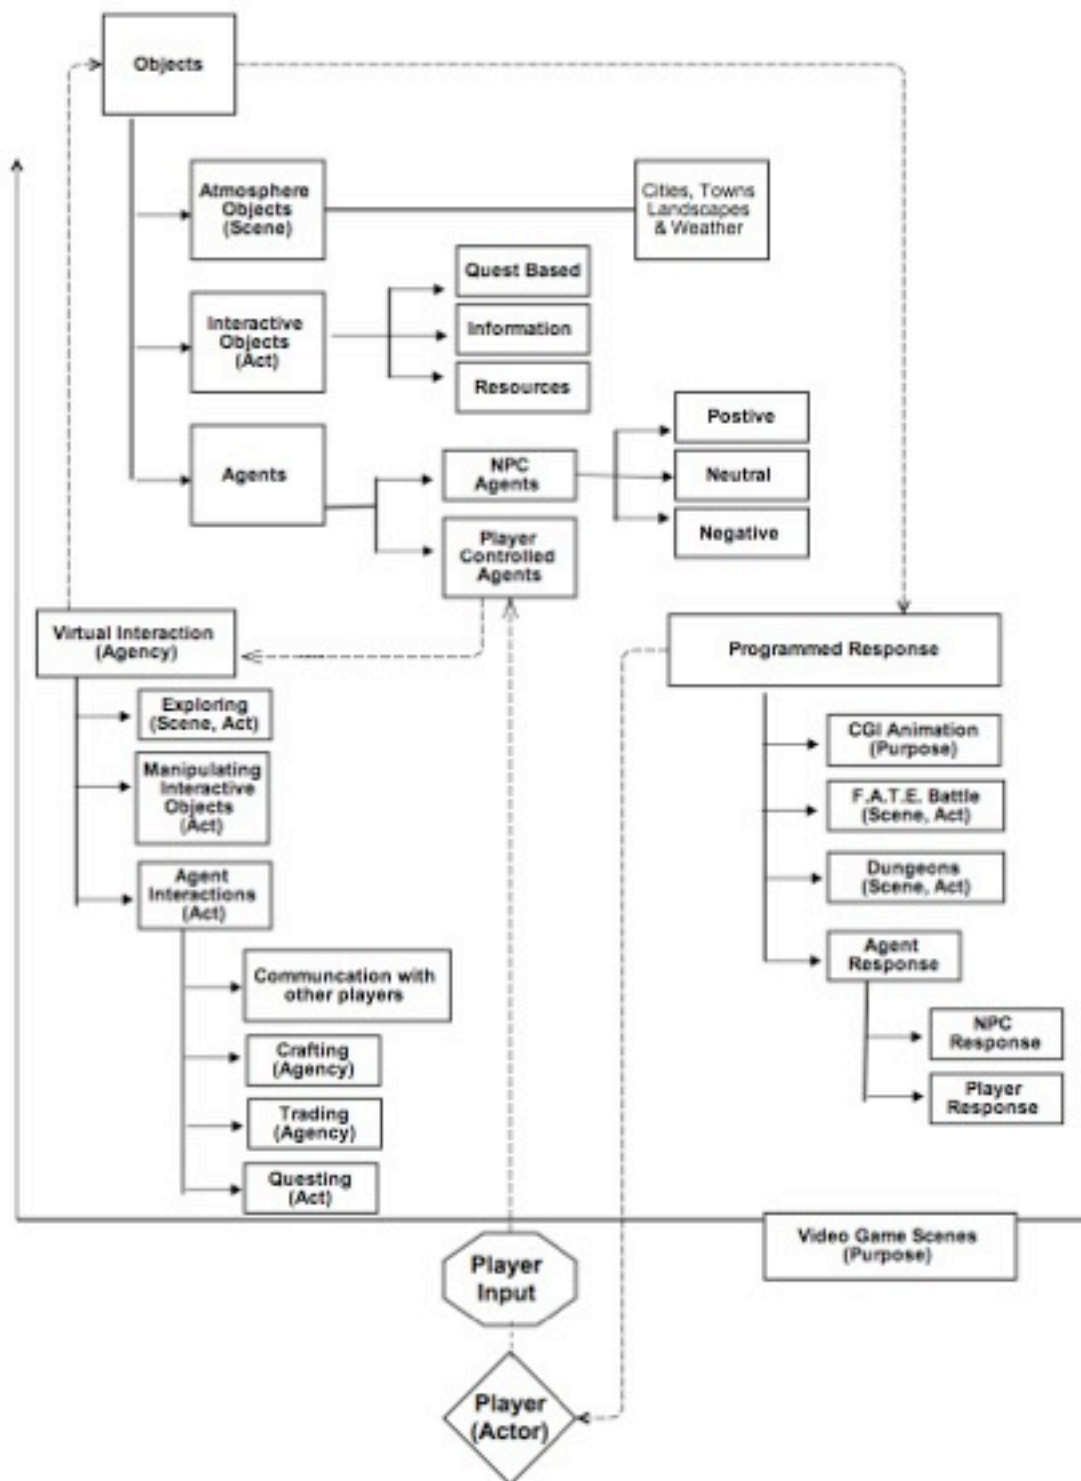 Objects
Atmosphere
Objects
(Scene)
Cities, Towns
Landscapes
& Weather
Quest Based
Interactive
Objects
(Act)
Information
Resources
Agents
NPC
Agents
Postive
Neutral
Negative
Player
Controlled
Agents
Virtual Interaction
(Agency)
Programmed Response
Exploring
(Scene, Act)
Manipulating
Interactive
Objects
(Act)
Agent
Interactions
(Act)
Communcation with
other players
Crafting
(Agency)
Trading
(Agency)
Questing
(Act)
CGI Animation
(Purpose)
F.A.T.E. Battle
(Scene, Act)
Dungeons
(Scene, Act)
Agent
Response
NPC
Response
Player
Response
Video Game Scenes
(Purpose)
Player
Input
Player
(Actor)